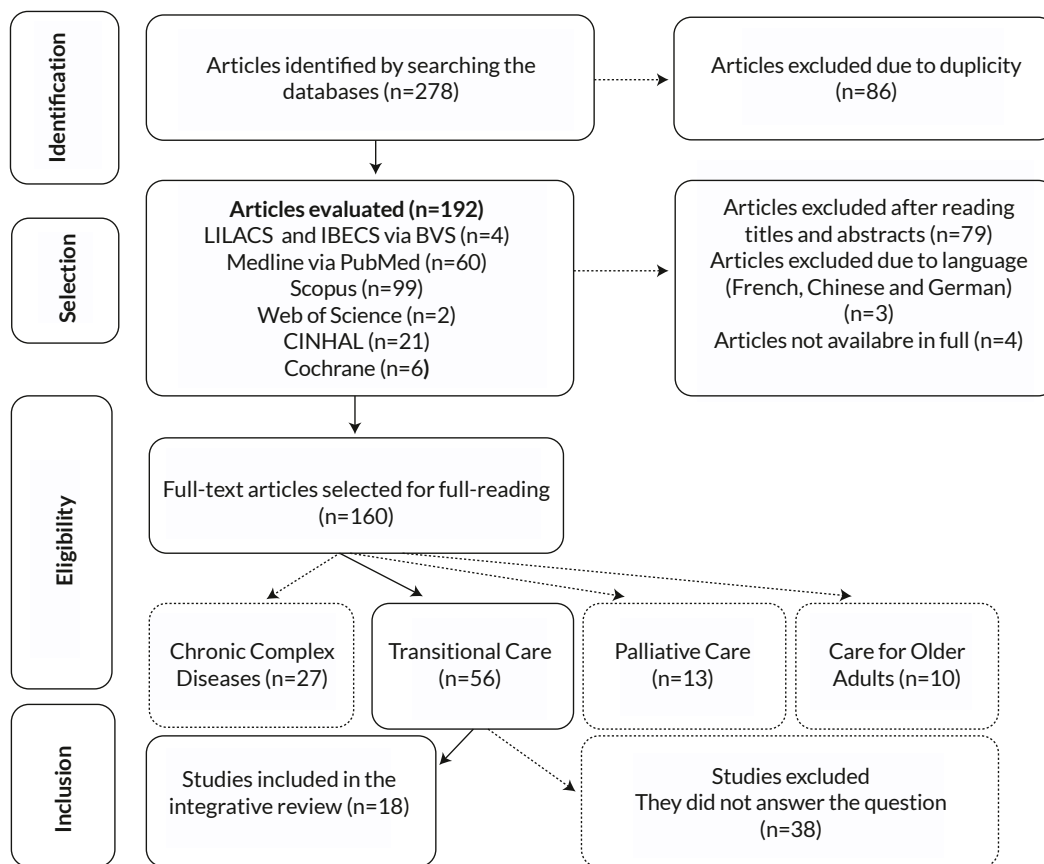 Identification
Articles identified by searching the
databases (n=278)
Articles excluded due to duplicity
(n=86)
Selection
Articles evaluated (n=192)
LILACS and IBECS via BVS (n=4)
Medline via PubMed (n=60)
Scopus (n=99)
Web of Science (n=2)
CINHAL (n=21)
Cochrane (n=6)
Articles excluded after reading
titles and abstracts (n=79)
Articles excluded due to language
(French, Chinese and German)
(n=3)
Articles not availabre in full (n=4)
Eligibility
Full-text articles selected for full-reading
(n=160)
Chronic Complex
Diseases (n=27)
Transitional Care
(n=56)
Palliative Care
(n=13)
Care for Older
Adults (n=10)
Inclusion
Studies included in the
integrative review (n=18)
Studies excluded
They did not answer the question
(n=38)